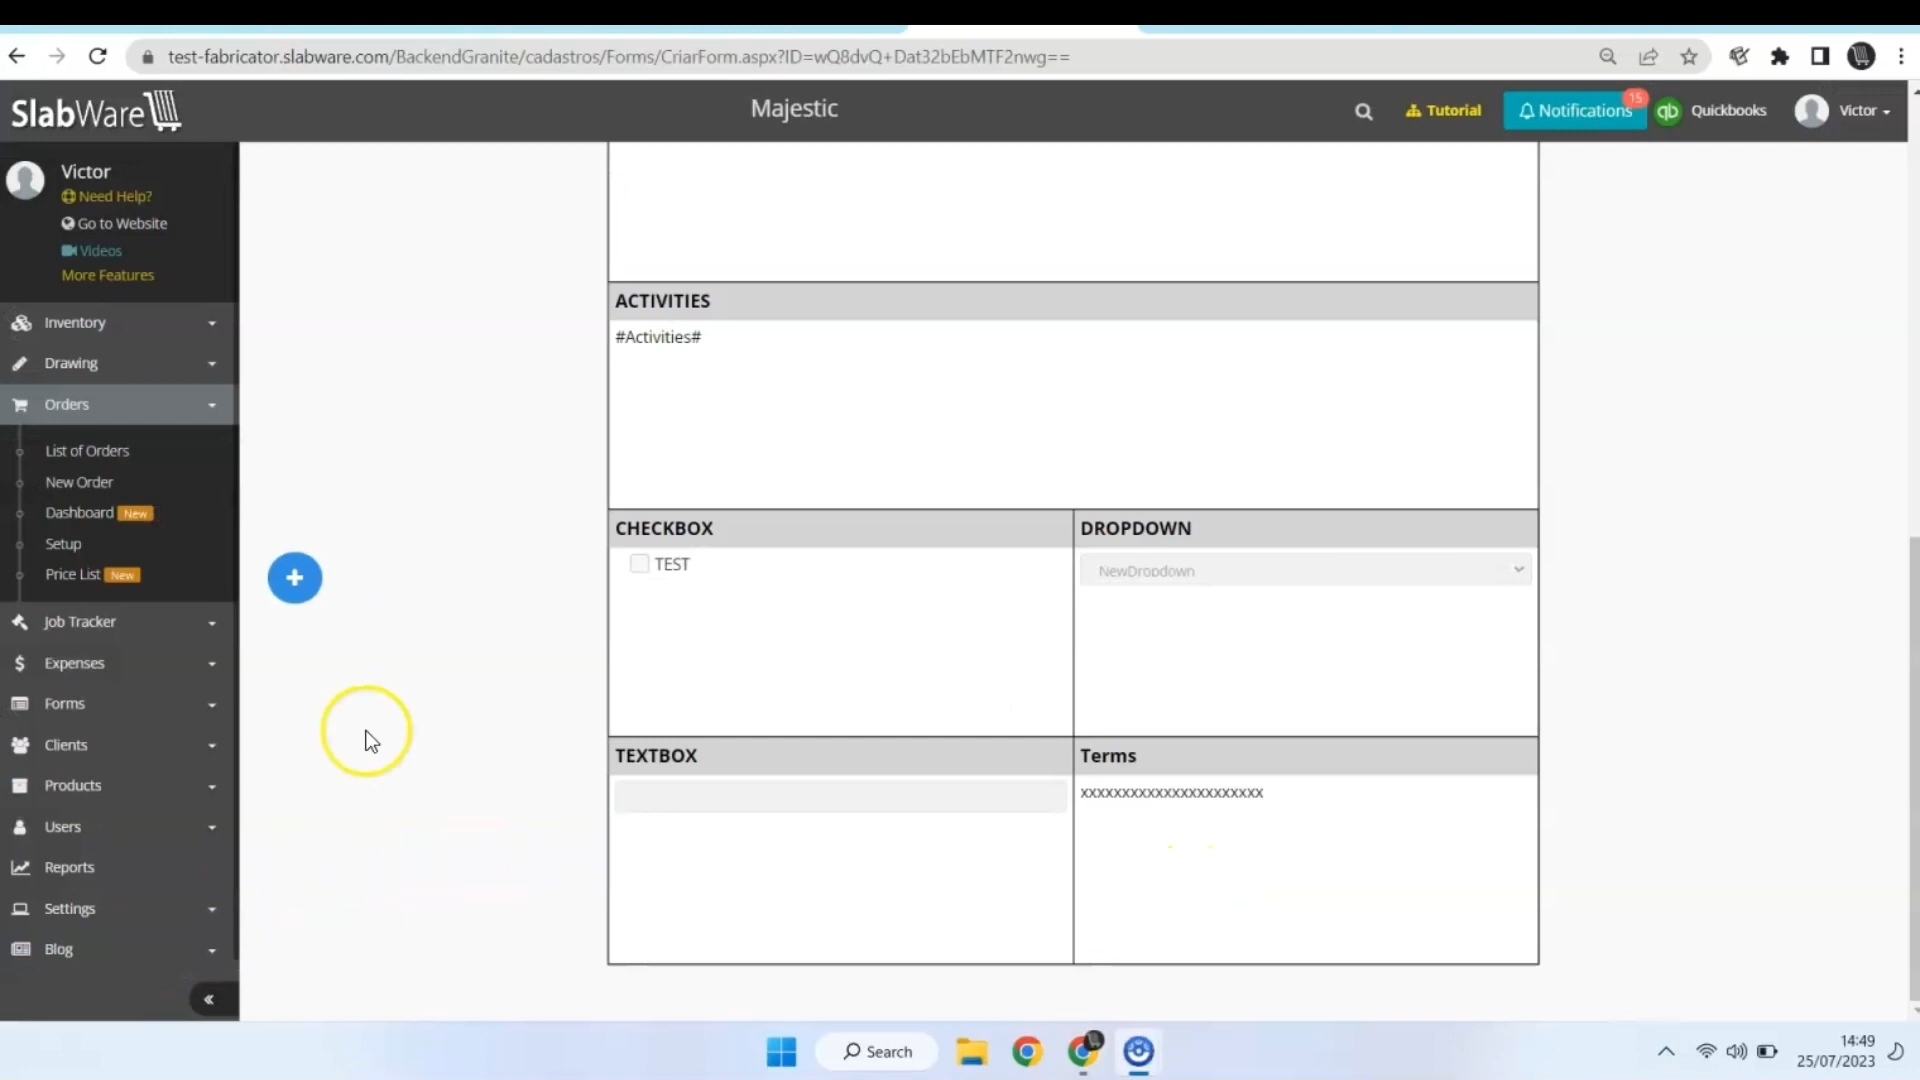 test-fabricator.slabware.com/BackendGranite/cadastros/Forms/CriarForm.aspx?ID=wQ8dvQ+Dat32bEbMTF2nwg==
SlabWare
Majestic
Tutorial
Notifications
15
qb
Quickbooks
Victor
Victor
Need Help?
Go to Website
Videos
More Features
Inventory
Drawing
Orders
List of Orders
New Order
Dashboard New
Setup
Price List New
Job Tracker
Expenses
Forms
Clients
Products
Users
Reports
Settings
Blog
ACTIVITIES
#Activities#
CHECKBOX
DROPDOWN
TEST
NewDropdown
TEXTBOX
Terms
xxxxxxxxxxxxxxxxxxxxxx
Search
14:49
25/07/2023